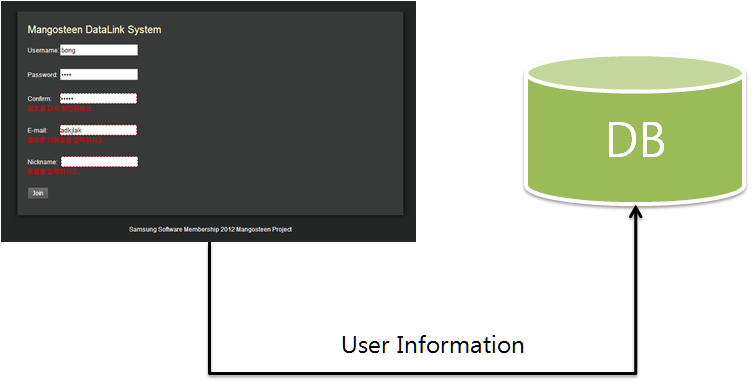 Mangosteen DataLink System
Username: bong
Password: ••••
Confirm: •••••
E-mail: adkjlak
Nickname:
Join
Samsung Software Membership 2012 Mangosteen Project
DB
User Information